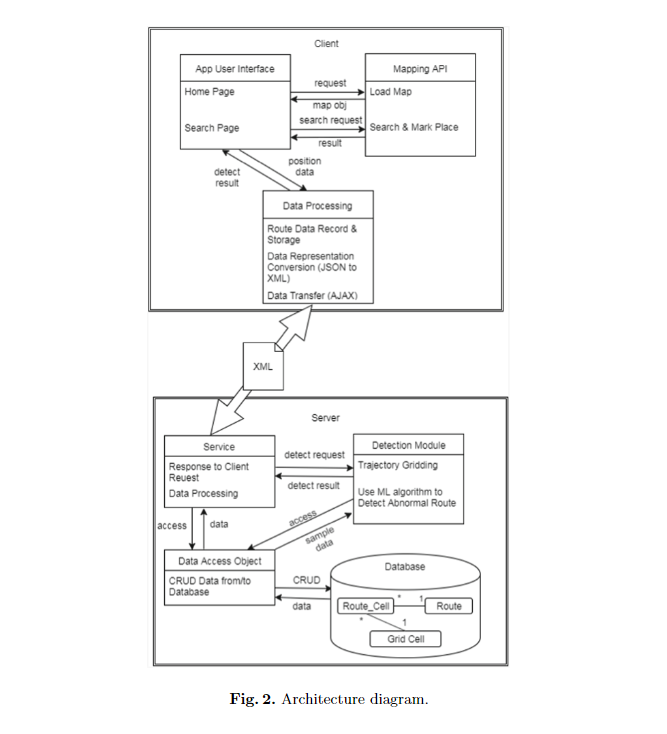 Client
App User Interface
Home Page
Search Page
request
map obj
search request
result
Mapping API
Load Map
Search & Mark Place
detect
result
position
data
Data Processing
Route Data Record &
Storage
Data Representation
Conversion (JSON to
XML)
Data Transfer (AJAX)
XML
Server
Service
Response to Client
Reuest
Data Processing
detect request
detect result
Detection Module
Trajectory Gridding
Use ML algorithm to
Detect Abnormal Route
access
data
access
sample
data
Data Access Object
CRUD Data from/to
Database
CRUD
data
Database
Route_Cell
* 1
Route
* 1
Grid Cell
Fig. 2. Architecture diagram.